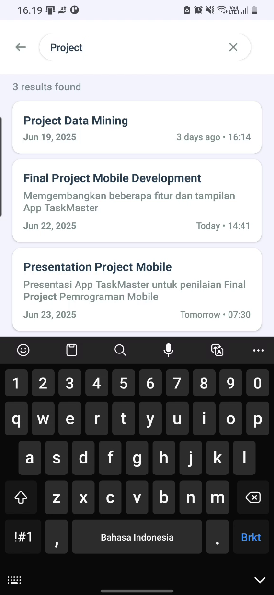 16.19
Project
3 results found
Project Data Mining
Jun 19, 2025 3 days ago • 16:14
Final Project Mobile Development
Memgembangkan beberapa fitur dan tampilan
App TaskMaster
Jun 22, 2025 Today • 14:41
Presentation Project Mobile
Presentasi App TaskMaster untuk penilaian Final
Project Pemrograman Mobile
Jun 23, 2025 Tomorrow • 07:30
1 2 3 4 5 6 7 8 9 0
q w e r t y u i o p
a s d f g h j k l
z x c v b n m
!#1 , Bahasa Indonesia . Brkt